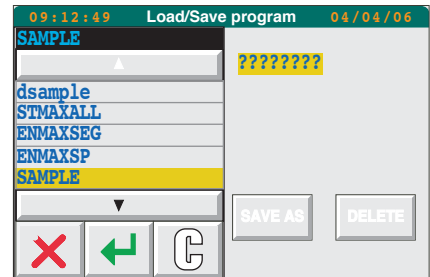 09:12:49 Load/Save program 04/04/06
SAMPLE
????????
dsample
STMAXALL
ENMAXSEG
ENMAXSP
SAMPLE
SAVE AS DELETE
C